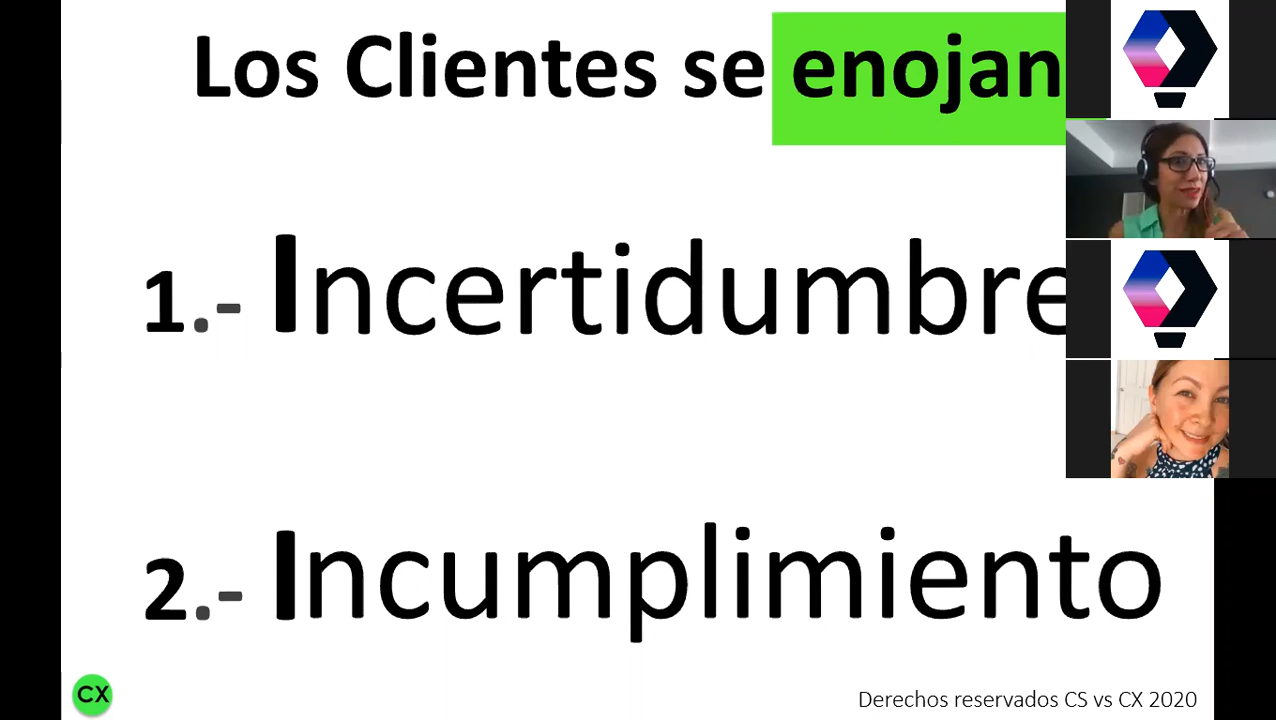 Los Clientes se enojan
1.- Incertidumbre
2.- Incumplimiento
CX
Derechos reservados CS vs CX 2020